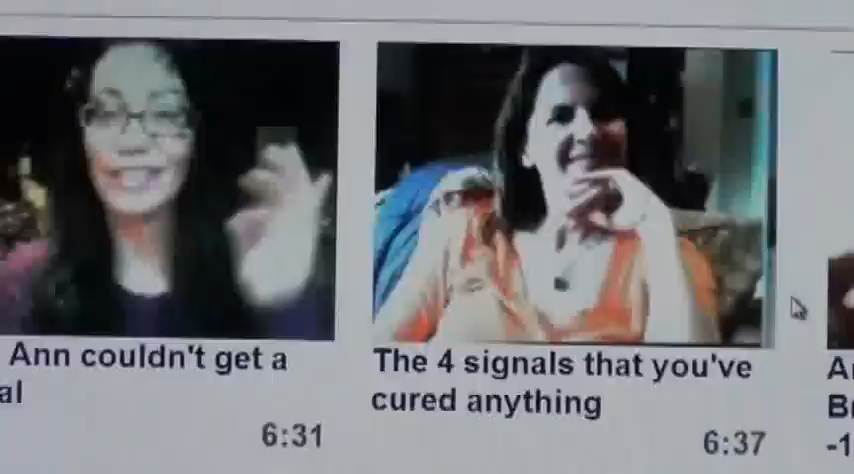 Ann couldn't get a
al
6:31
The 4 signals that you've
cured anything
6:37
-1